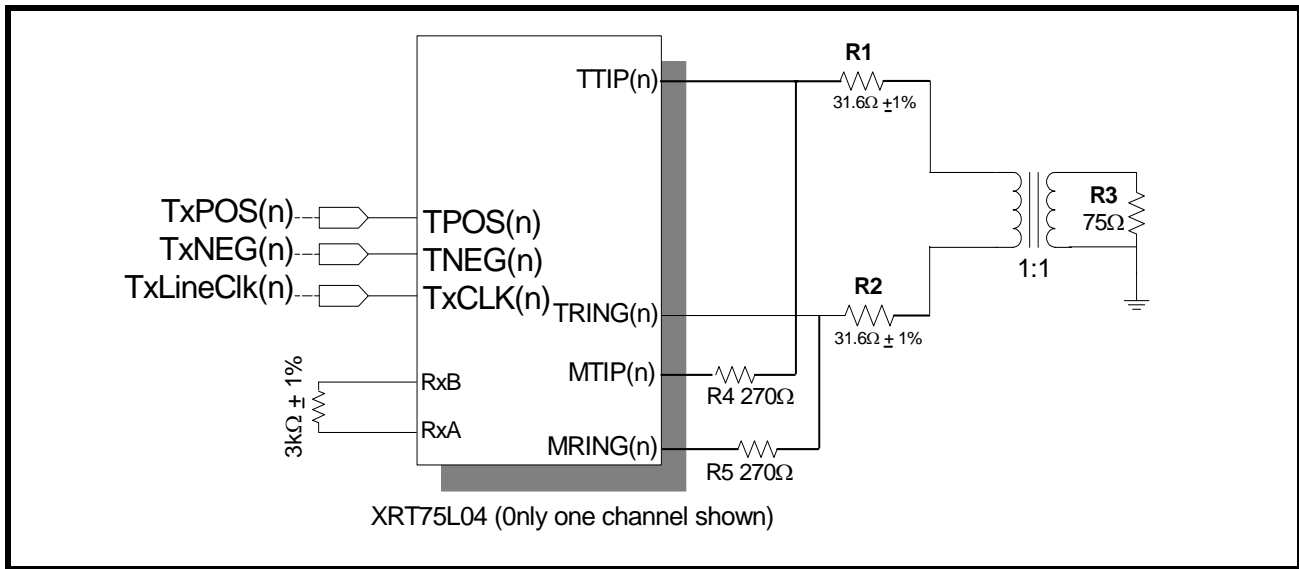 R1
TTIP(n)
31.6Ω ±1%
TxPOS(n)
TPOS(n)
R3
75Ω
TxNEG(n)
TNEG(n)
1:1
TxLineClk(n)
TxCLK(n)
R2
TRING(n)
31.6Ω ± 1%
MTIP(n)
RxB
3kΩ ± 1%
R4 270Ω
RxA
MRING(n)
R5 270Ω
XRT75L04 (0nly one channel shown)